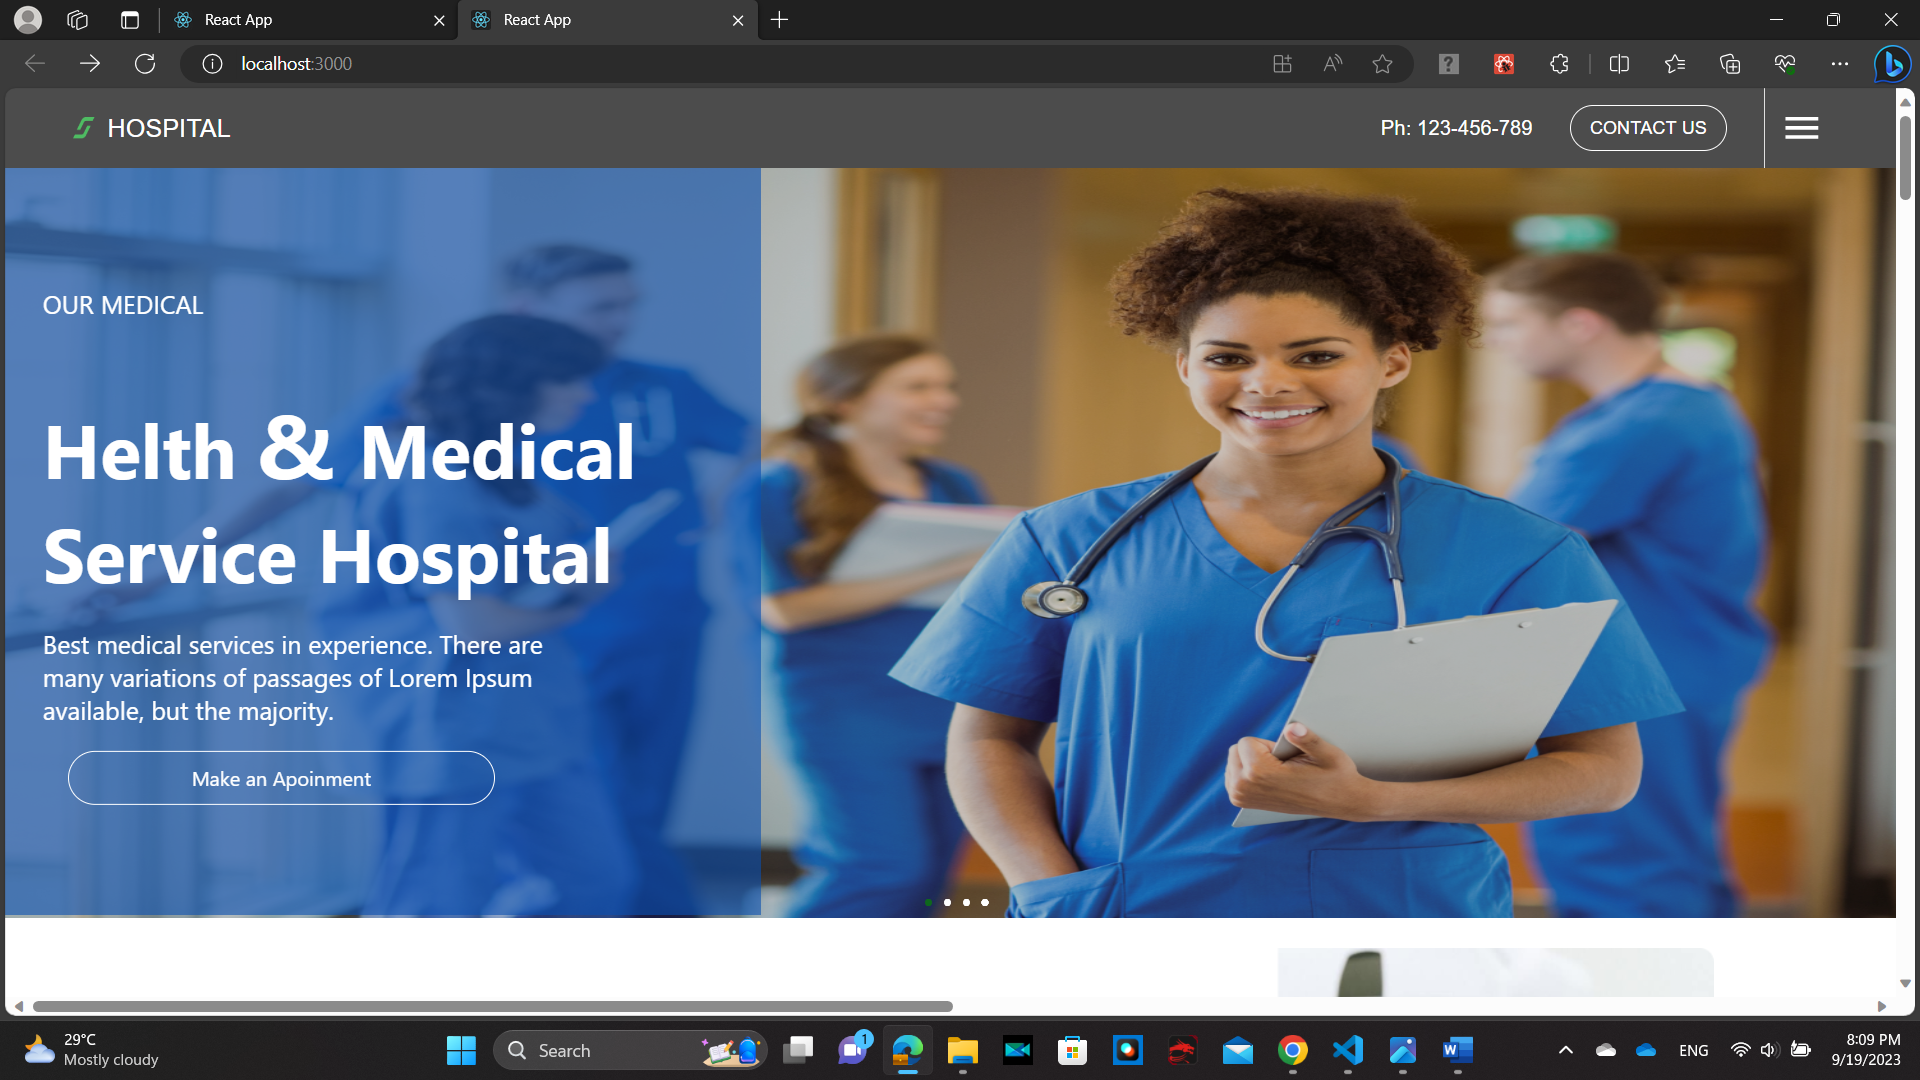 React App
React App
localhost:3000
HOSPITAL
Ph: 123-456-789
CONTACT US
OUR MEDICAL
Helth & Medical
Service Hospital
Best medical services in experience. There are
many variations of passages of Lorem Ipsum
available, but the majority.
Make an Apoinment
29°C
Mostly cloudy
Search
1
ENG
8:09 PM
9/19/2023